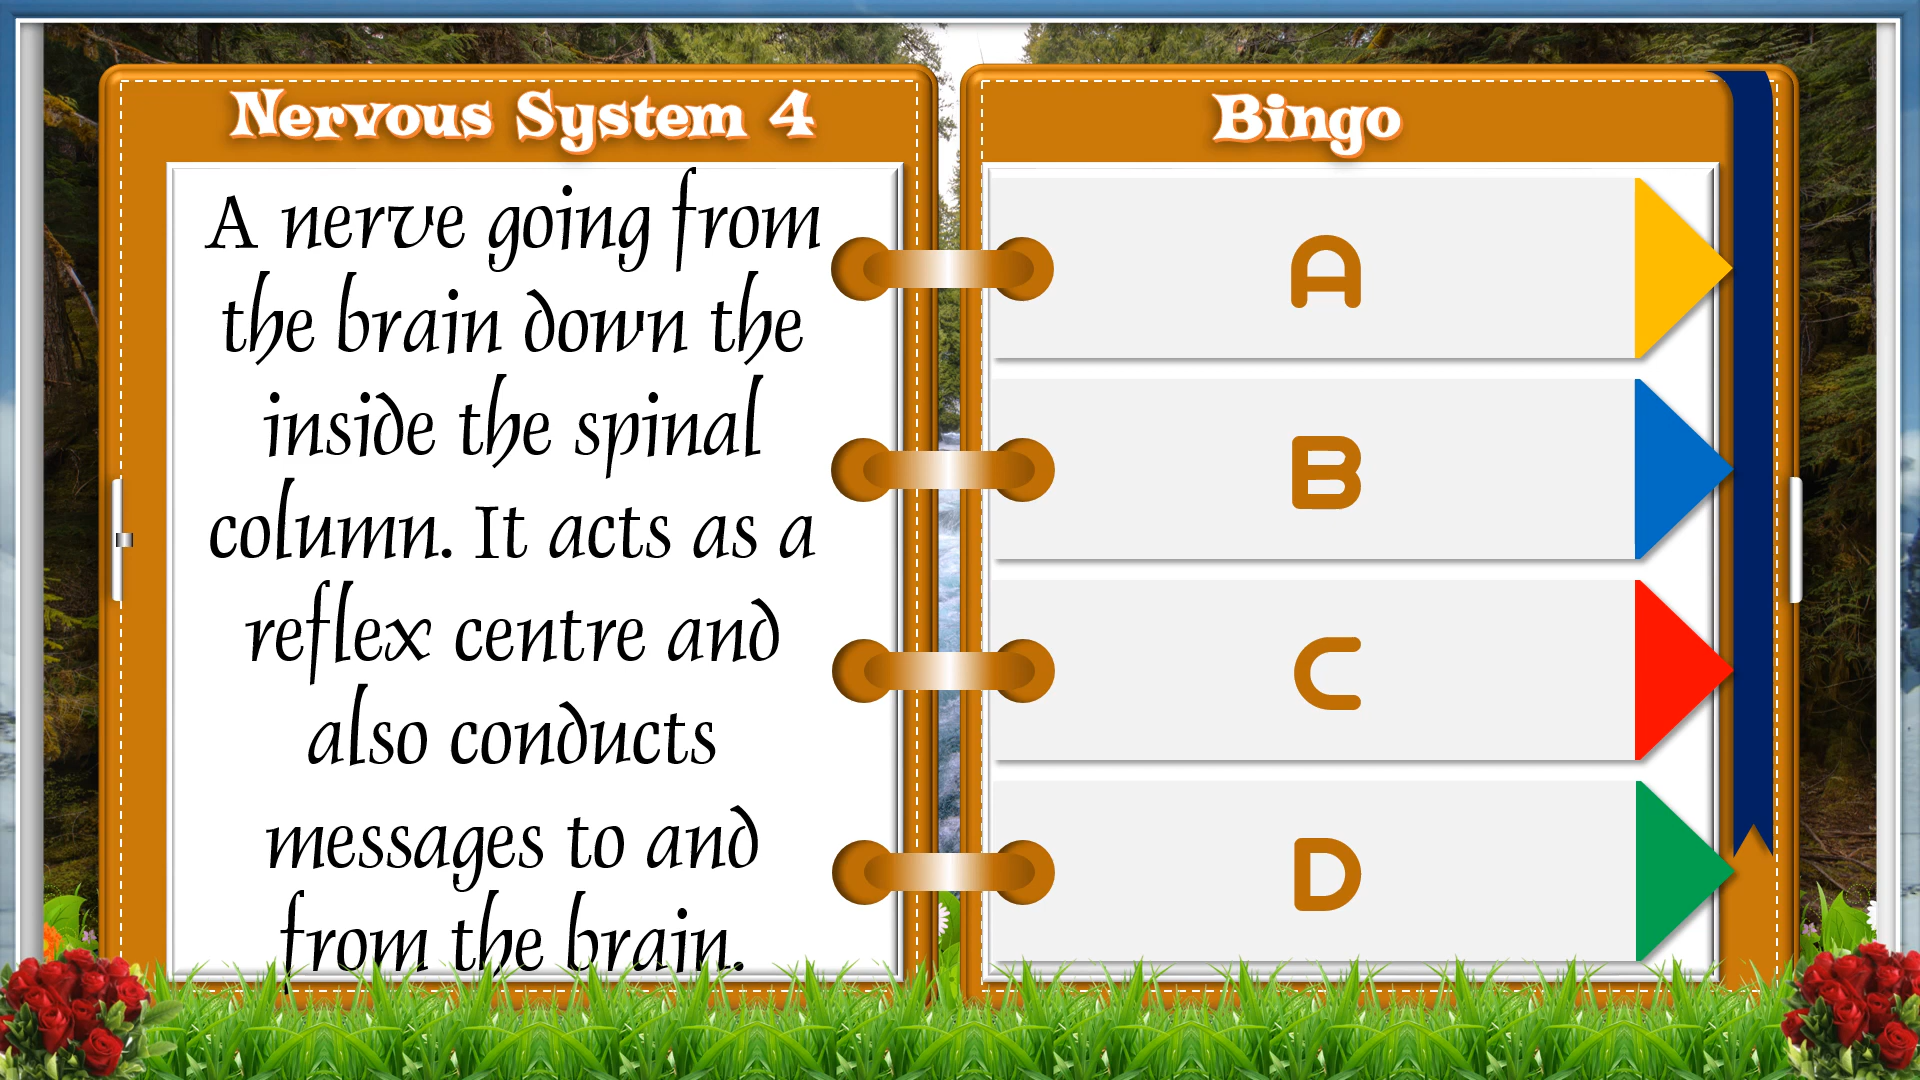 Nervous System 4
A nerve going from
the brain down the
inside the spinal
column. It acts as a
reflex centre and
also conducts
messages to and
from the brain.
Bingo
A
B
C
D